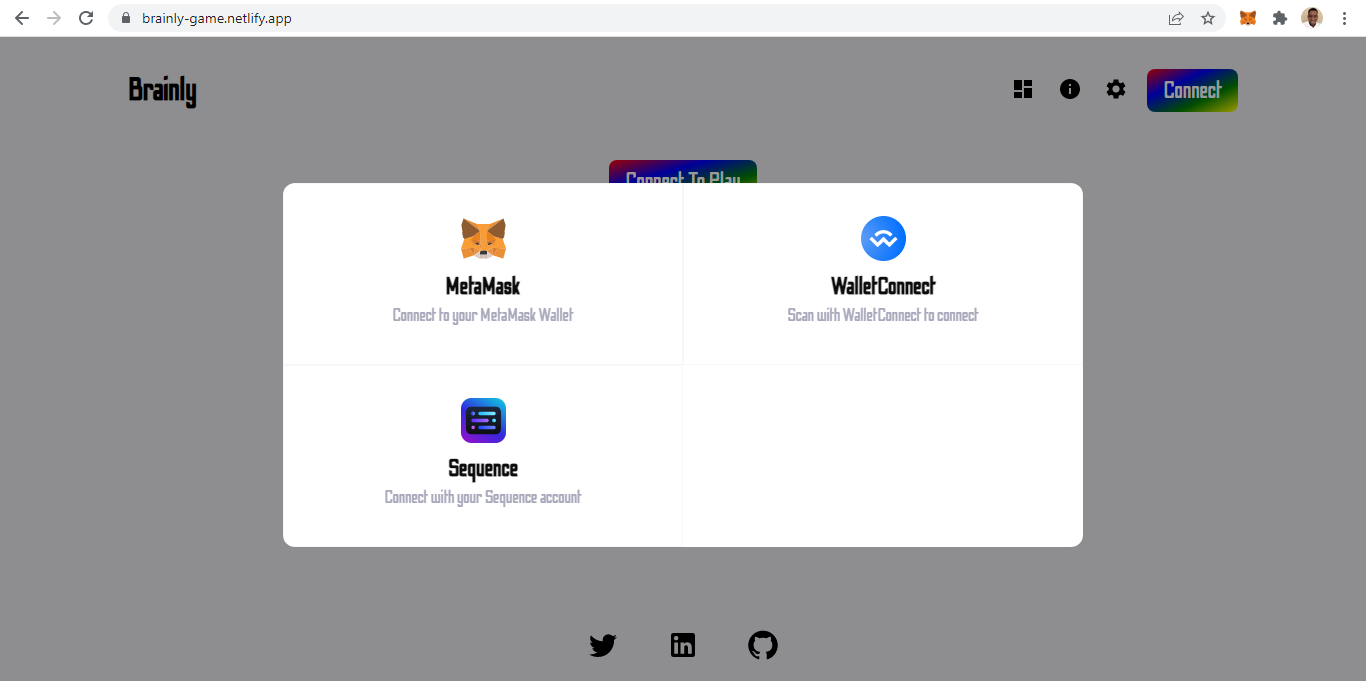 brainly-game.netlify.app
Brainly
Connect
Connect To Play
MetaMask
Connect to your MetaMask Wallet
WalletConnect
Scan with WalletConnect to connect
Sequence
Connect with your Sequence account